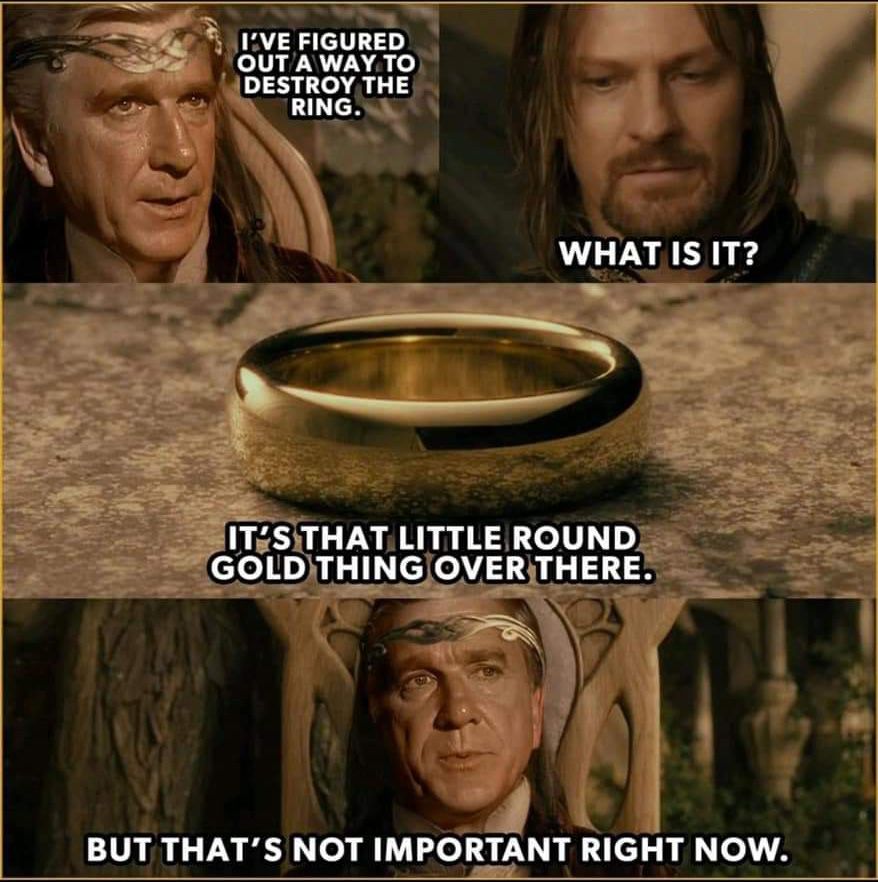 I'VE FIGURED
OUT A WAY TO
DESTROY THE
RING.
WHAT IS IT?
IT'S THAT LITTLE ROUND
GOLD THING OVER THERE.
BUT THAT'S NOT IMPORTANT RIGHT NOW.